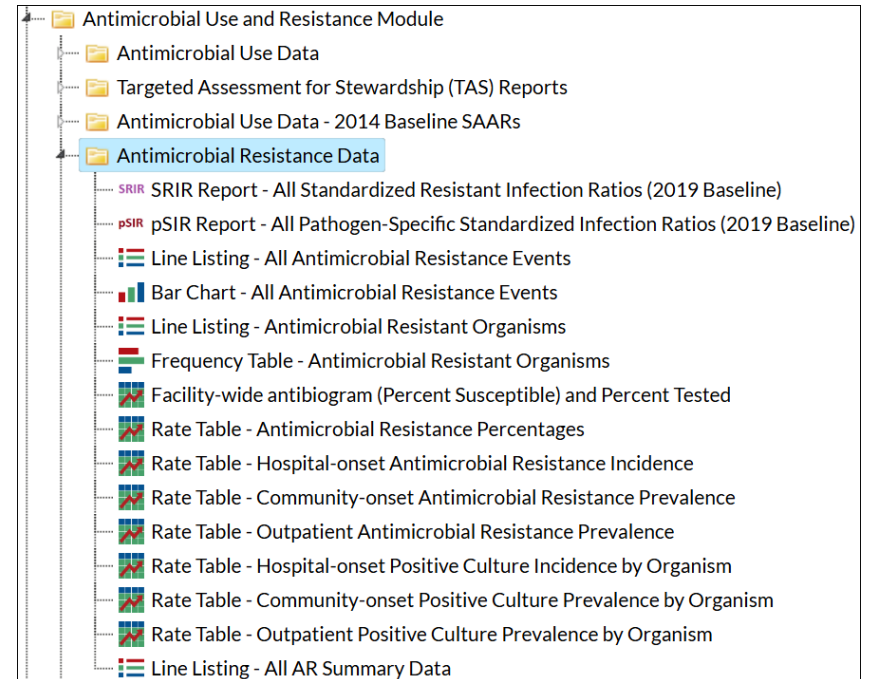 Antimicrobial Use and Resistance Module
Antimicrobial Use Data
Targeted Assessment for Stewardship (TAS) Reports
Antimicrobial Use Data - 2014 Baseline SAARs
Antimicrobial Resistance Data
SRIR SRIR Report - All Standardized Resistant Infection Ratios (2019 Baseline)
pSIR pSIR Report - All Pathogen-Specific Standardized Infection Ratios (2019 Baseline)
Line Listing - All Antimicrobial Resistance Events
Bar Chart - All Antimicrobial Resistance Events
Line Listing - Antimicrobial Resistant Organisms
Frequency Table - Antimicrobial Resistant Organisms
Facility-wide antibiogram (Percent Susceptible) and Percent Tested
Rate Table - Antimicrobial Resistance Percentages
Rate Table - Hospital-onset Antimicrobial Resistance Incidence
Rate Table - Community-onset Antimicrobial Resistance Prevalence
Rate Table - Outpatient Antimicrobial Resistance Prevalence
Rate Table - Hospital-onset Positive Culture Incidence by Organism
Rate Table - Community-onset Positive Culture Prevalence by Organism
Rate Table - Outpatient Positive Culture Prevalence by Organism
Line Listing - All AR Summary Data